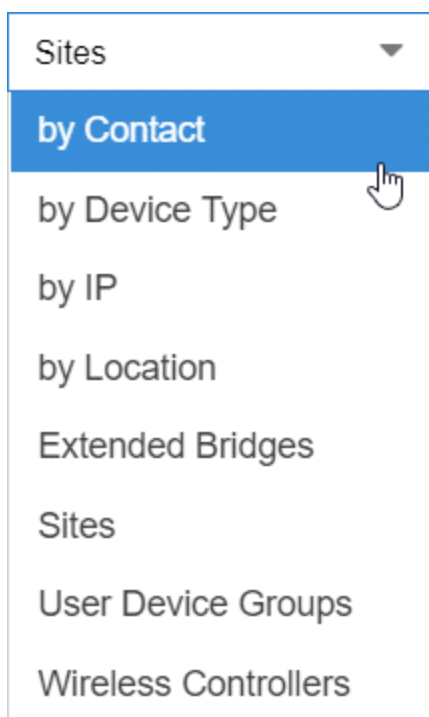 Sites
by Contact
by Device Type
by IP
by Location
Extended Bridges
Sites
User Device Groups
Wireless Controllers